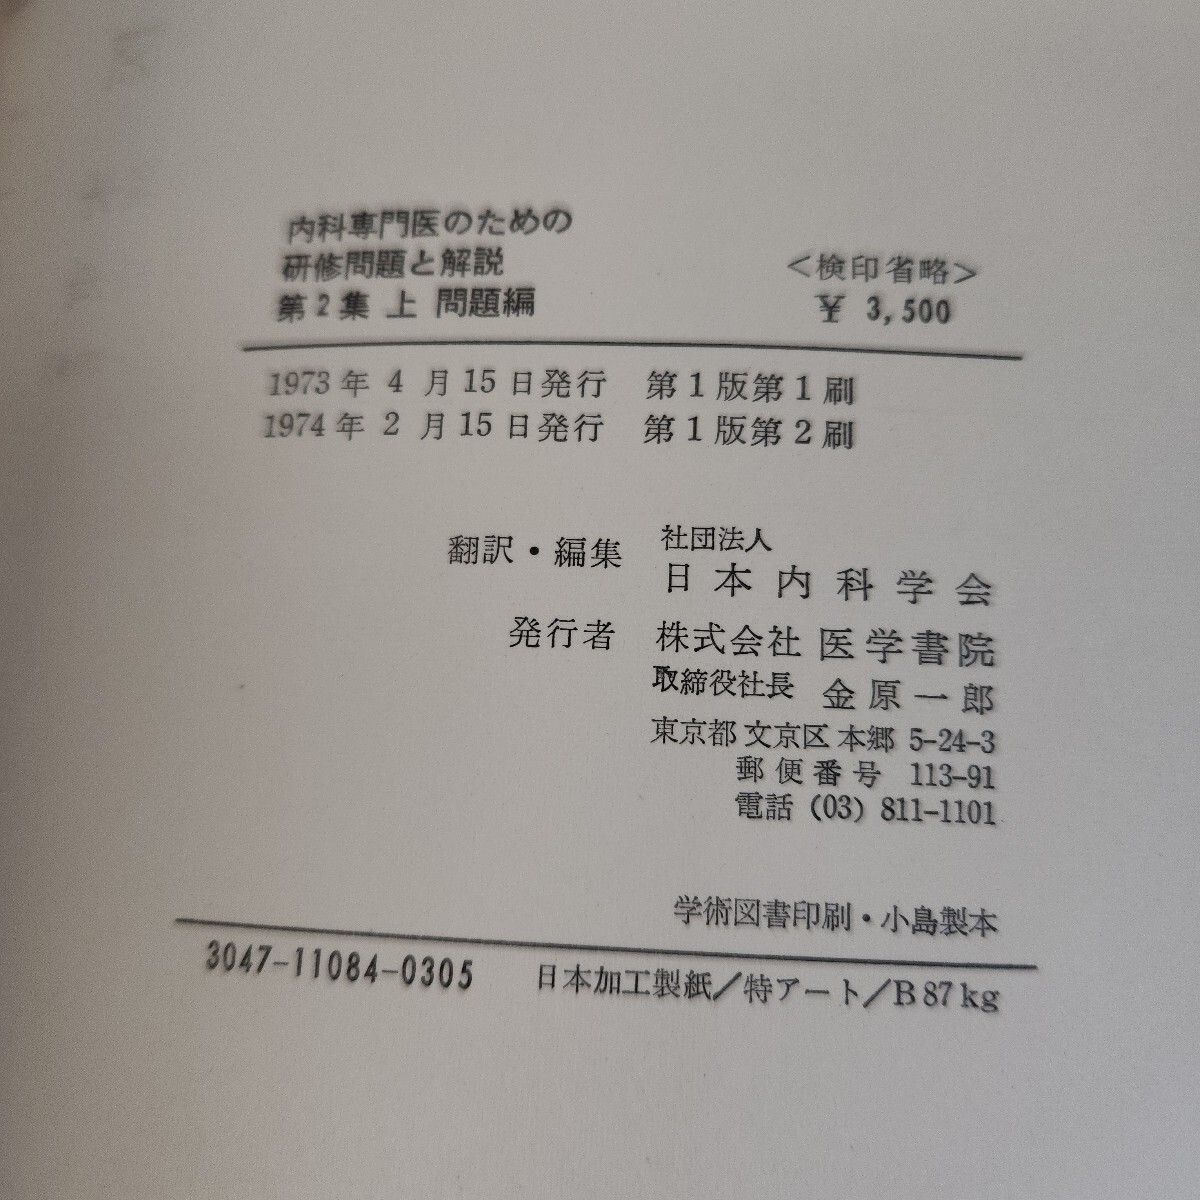 内科専門医のための
研修問題と解説
第2集 上 問題編
<検印省略>
¥ 3,500
1973年 4 月 15日発行 第1版第1刷
1974年 2 月 15日発行 第1版第2刷
翻訳・編集 社団法人
日本内科学会
発行者 株式会社 医学書院
取締役社長 金原一郎
東京都 文京区 本郷 5-24-3
郵便番号 113-91
電話 (03) 811-1101
学術図書印刷・小島製本
3047-11084-0305 日本加工製紙/特アート/B 87 kg